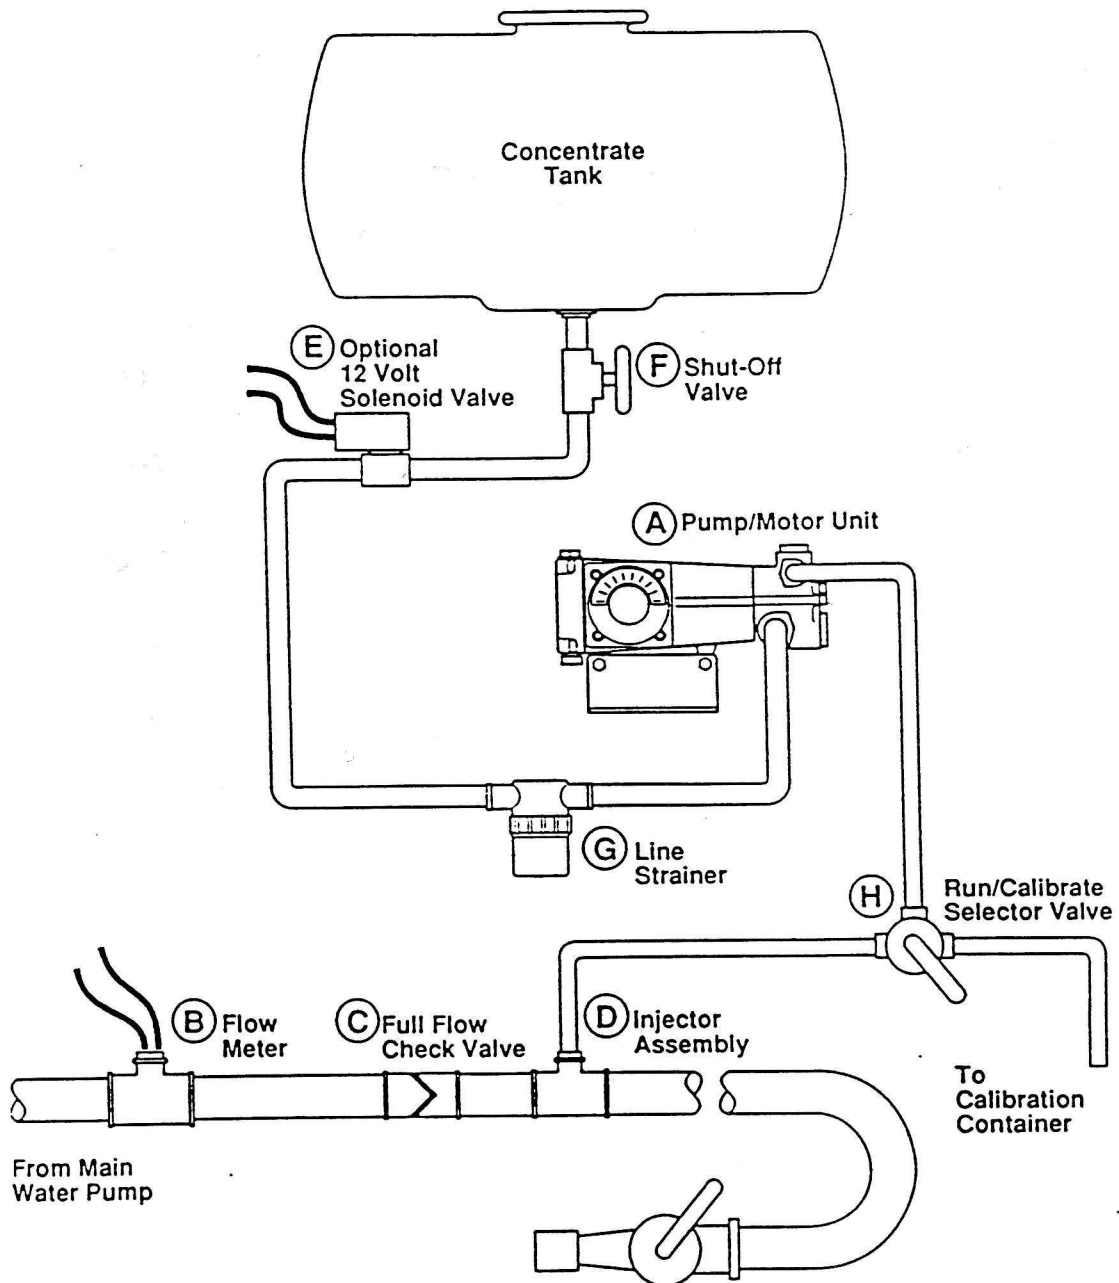 Concentrate
Tank
E Optional
12 Volt
Solenoid Valve
F Shut-Off
Valve
A Pump/Motor Unit
G Line
Strainer
H Run/Calibrate
Selector Valve
B Flow
Meter
C Full Flow
Check Valve
D Injector
Assembly
To
Calibration
Container
From Main
Water Pump